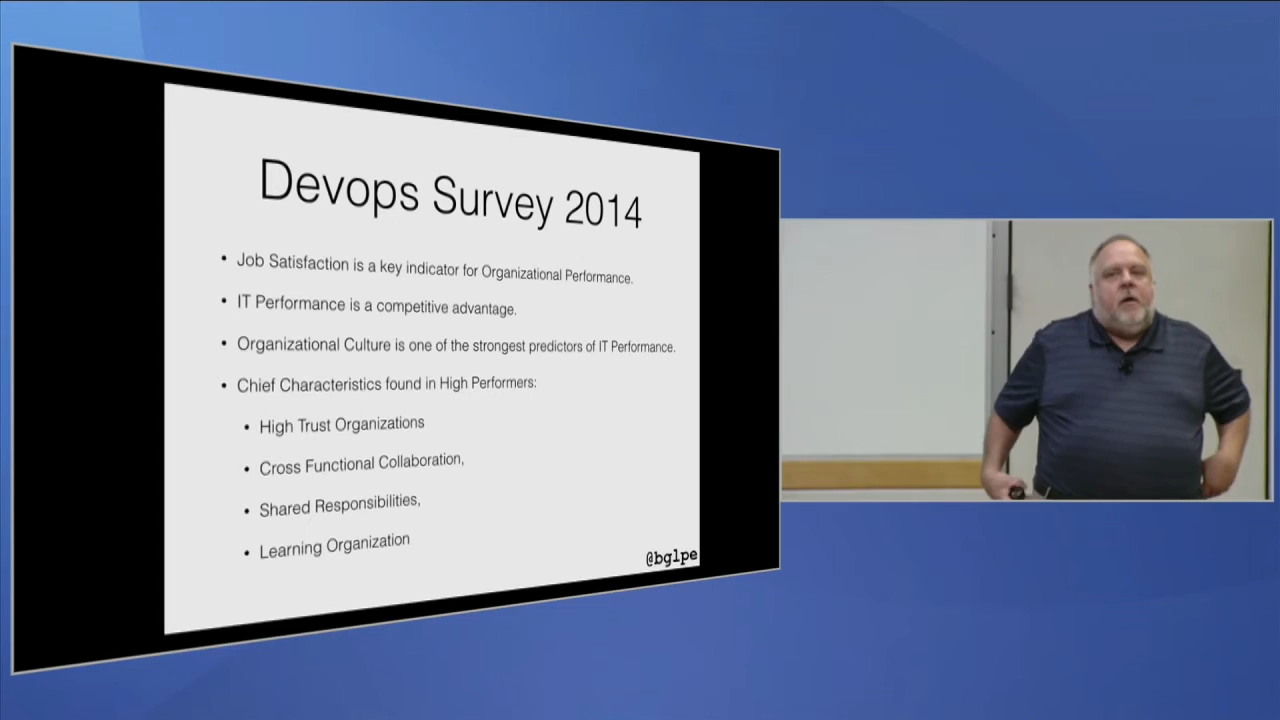 Devops Survey 2014
• Job Satisfaction is a key indicator for Organizational Performance.
• IT Performance is a competitive advantage.
• Organizational Culture is one of the strongest predictors of IT Performance.
• Chief Characteristics found in High Performers:
• High Trust Organizations
• Cross Functional Collaboration,
• Shared Responsibilities,
• Learning Organization
@bglpe